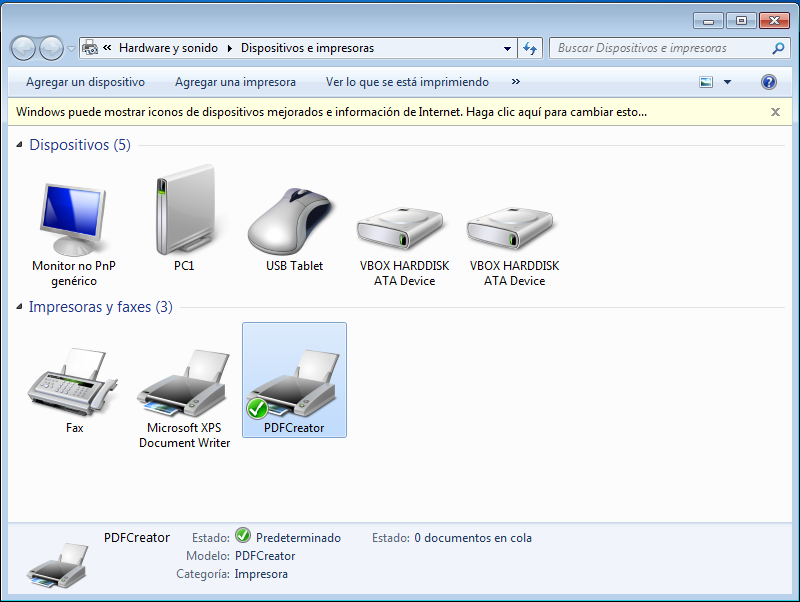 « Hardware y sonido ▸ Dispositivos e impresoras
Buscar Dispositivos e impresoras
Agregar un dispositivo Agregar una impresora Ver lo que se está imprimiendo »
Windows puede mostrar iconos de dispositivos mejorados e información de Internet. Haga clic aquí para cambiar esto...
Dispositivos (5)
Monitor no PnP
genérico
PC1
USB Tablet
VBOX HARDDISK
ATA Device
VBOX HARDDISK
ATA Device
Impresoras y faxes (3)
Fax
Microsoft XPS
Document Writer
PDFCreator
PDFCreator Estado: Predeterminado Estado: 0 documentos en cola
Modelo: PDFCreator
Categoría: Impresora